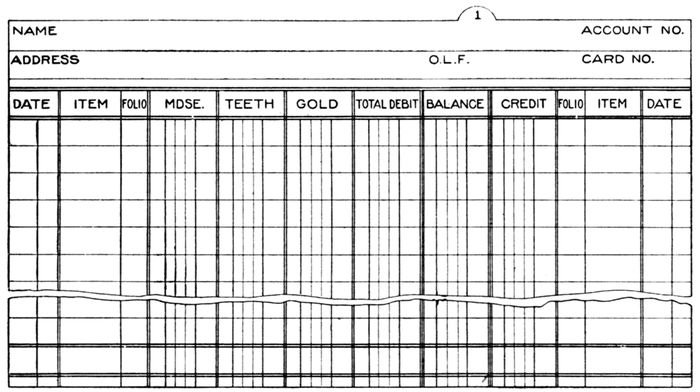 1
NAME ACCOUNT NO.
ADDRESS O.L.F. CARD NO.
DATE ITEM FOLIO MDSE. TEETH GOLD TOTAL DEBIT BALANCE CREDIT FOLIO ITEM DATE